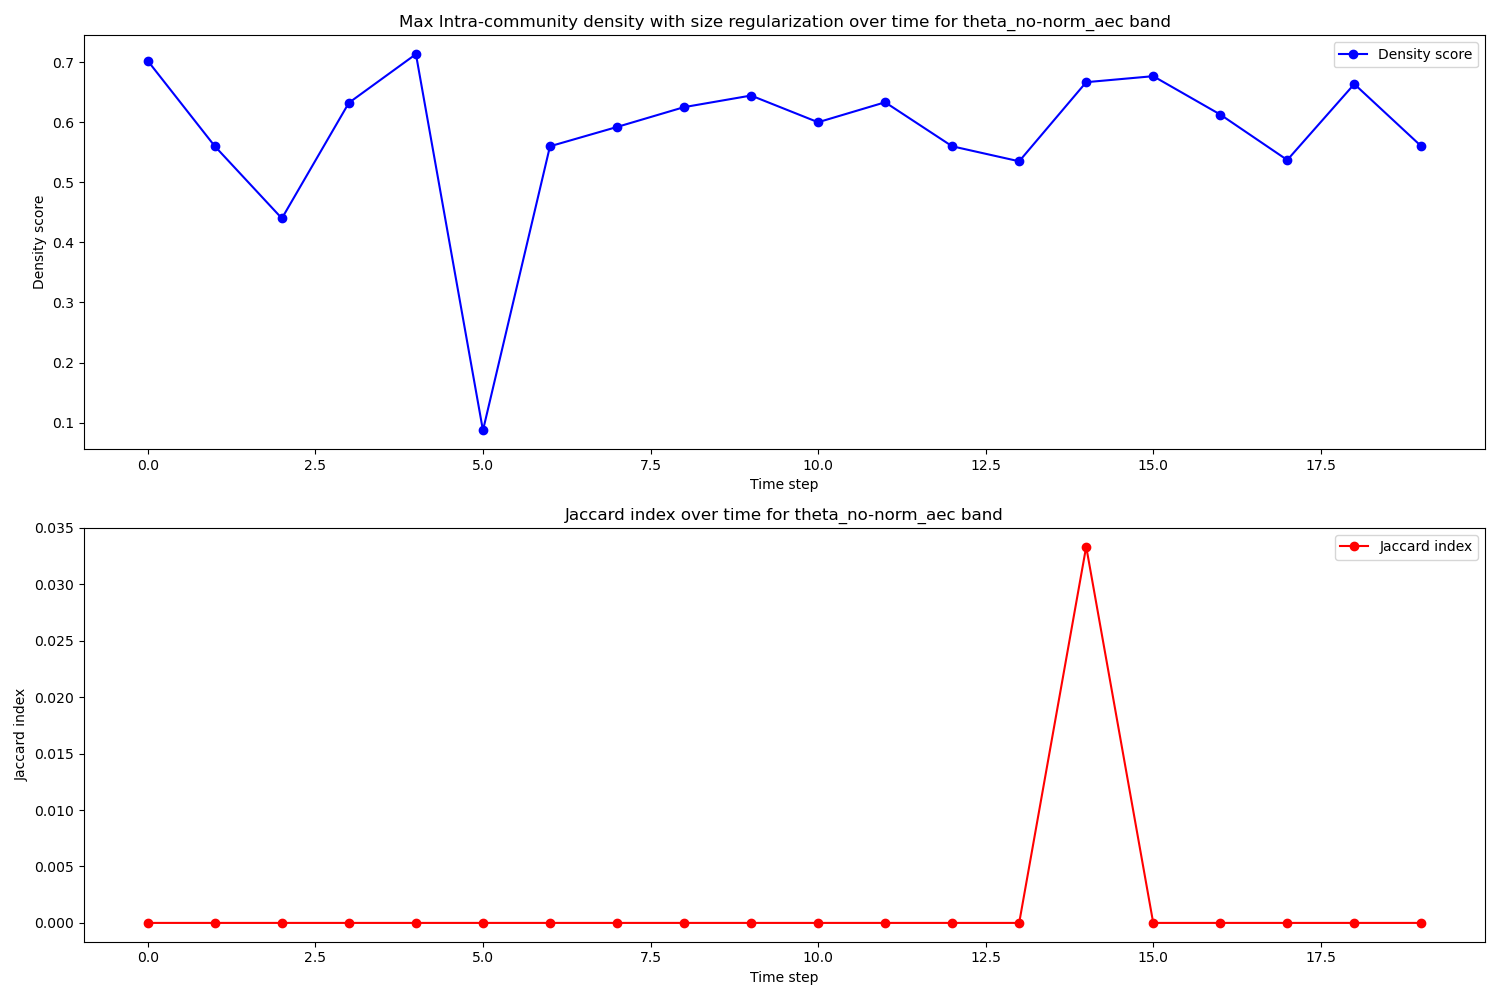 Max Intra-community density with size regularization over time for theta_no-norm_aec band
Density score
Density score
0.7
0.6
0.5
0.4
0.3
0.2
0.1
0.0 2.5 5.0 7.5 10.0 12.5 15.0 17.5
Time step
Jaccard index over time for theta_no-norm_aec band
Jaccard index
Jaccard index
0.035
0.030
0.025
0.020
0.015
0.010
0.005
0.000
0.0 2.5 5.0 7.5 10.0 12.5 15.0 17.5
Time step